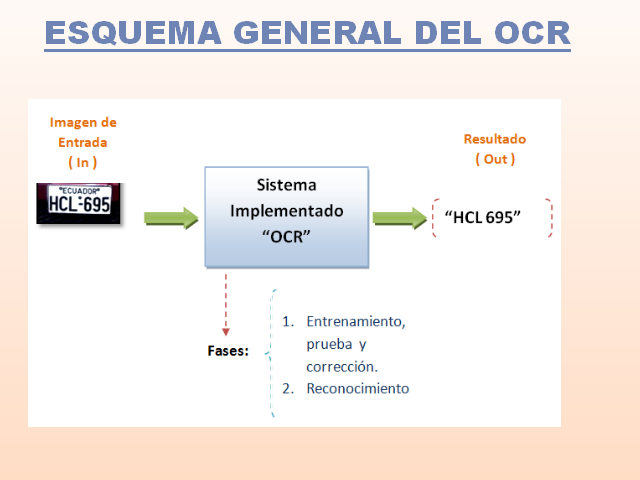 ESQUEMA GENERAL DEL OCR
Imagen de
Entrada
( In )
"ECUADOR"
HCL-695
Sistema
Implementado
“OCR”
Resultado
( Out )
“HCL 695”
Fases:
1. Entrenamiento,
prueba y
corrección.
2. Reconocimiento